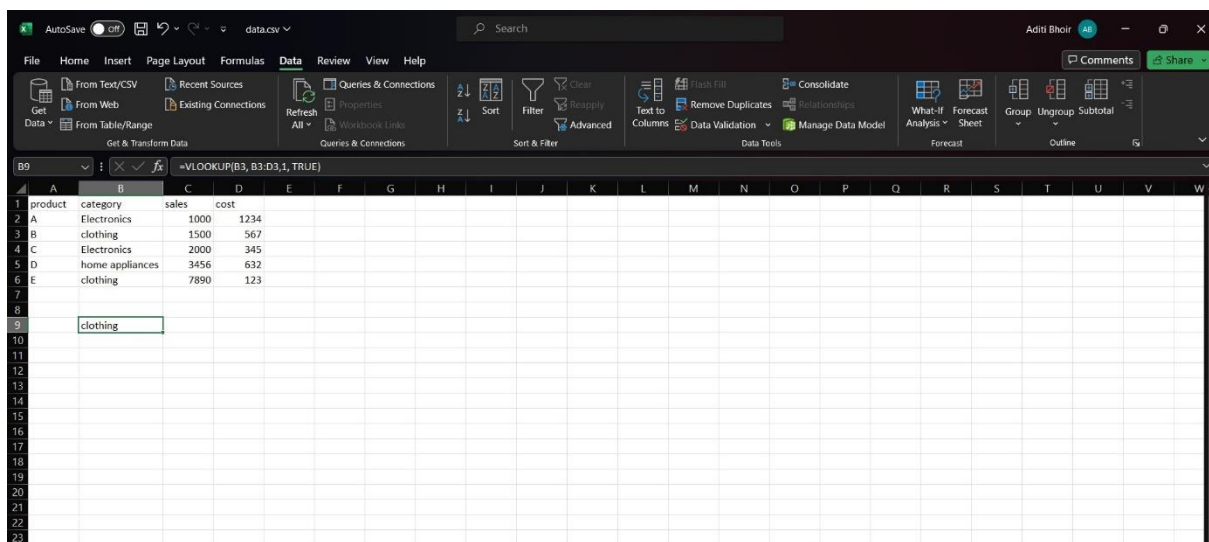 AutoSave Off data.csv Search Aditi Bhoir AB
File Home Insert Page Layout Formulas Data Review View Help Comments Share
Get Data
From Text/CSV
From Web
From Table/Range
Recent Sources
Existing Connections
Get & Transform Data
Refresh All
Queries & Connections
Properties
Workbook Links
Queries & Connections
Sort
Filter
Clear
Reapply
Advanced
Sort & Filter
Text to Columns
Flash Fill
Remove Duplicates
Data Validation
Consolidate
Relationships
Manage Data Model
Data Tools
What-If Analysis
Forecast Sheet
Forecast
Group
Ungroup
Subtotal
Outline
B9 fx =VLOOKUP(B3, B3:D3,1, TRUE)
A B C D E F G H I J K L M N O P Q R S T U V W
1 product category sales cost
2 A Electronics 1000 1234
3 B clothing 1500 567
4 C Electronics 2000 345
5 D home appliances 3456 632
6 E clothing 7890 123
7
8
9 clothing
10
11
12
13
14
15
16
17
18
19
20
21
22
23